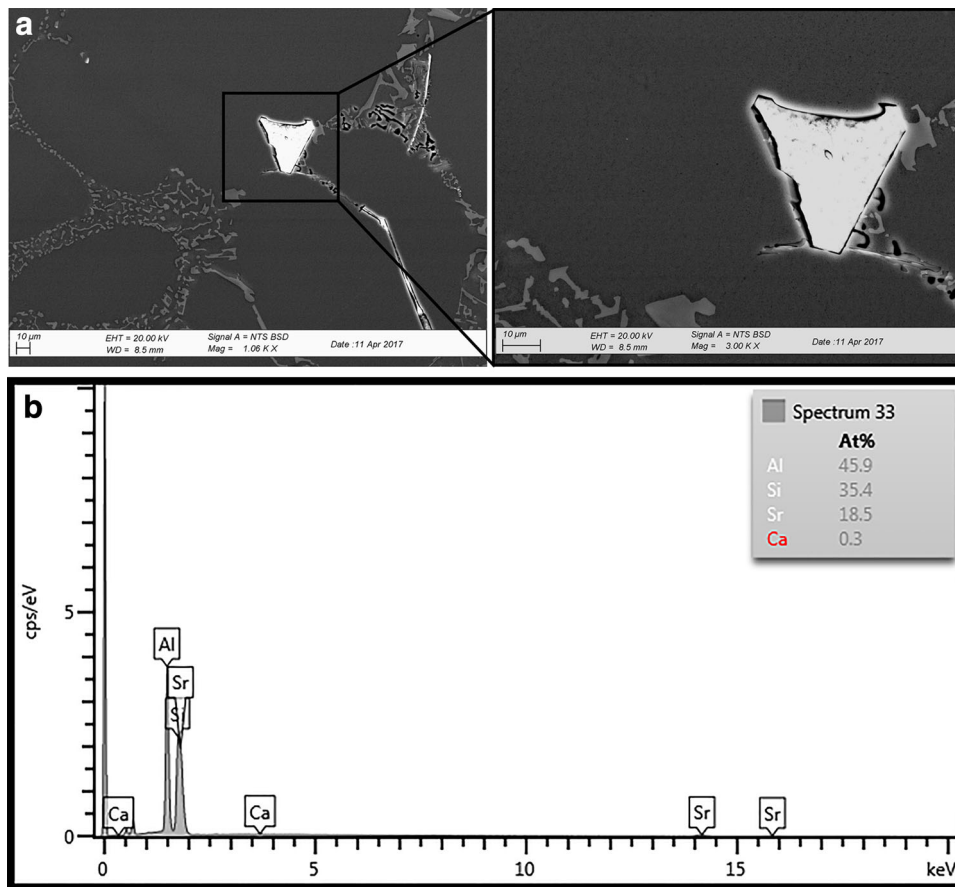 a
10 µm
EHT = 20.00 kV
WD = 8.5 mm
Signal A = NTS BSD
Mag = 1.06 K X
Date :11 Apr 2017
10 µm
EHT = 20.00 kV
WD = 8.5 mm
Signal A = NTS BSD
Mag = 3.00 K X
Date :11 Apr 2017
b
Spectrum 33
At%
Al 45.9
Si 35.4
Sr 18.5
Ca 0.3
cps/eV
5
0
Al
Sr
Si
Ca
Ca
Sr
Sr
0 5 10 15 keV